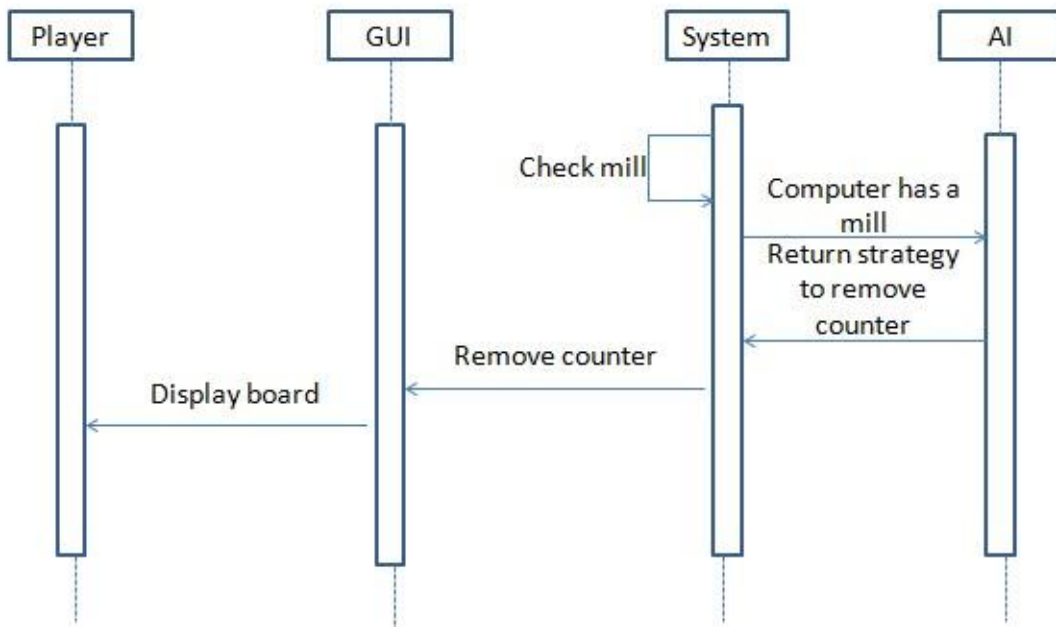 Player
GUI
System
AI
Check mill
Computer has a
mill
Return strategy
to remove
counter
Remove counter
Display board